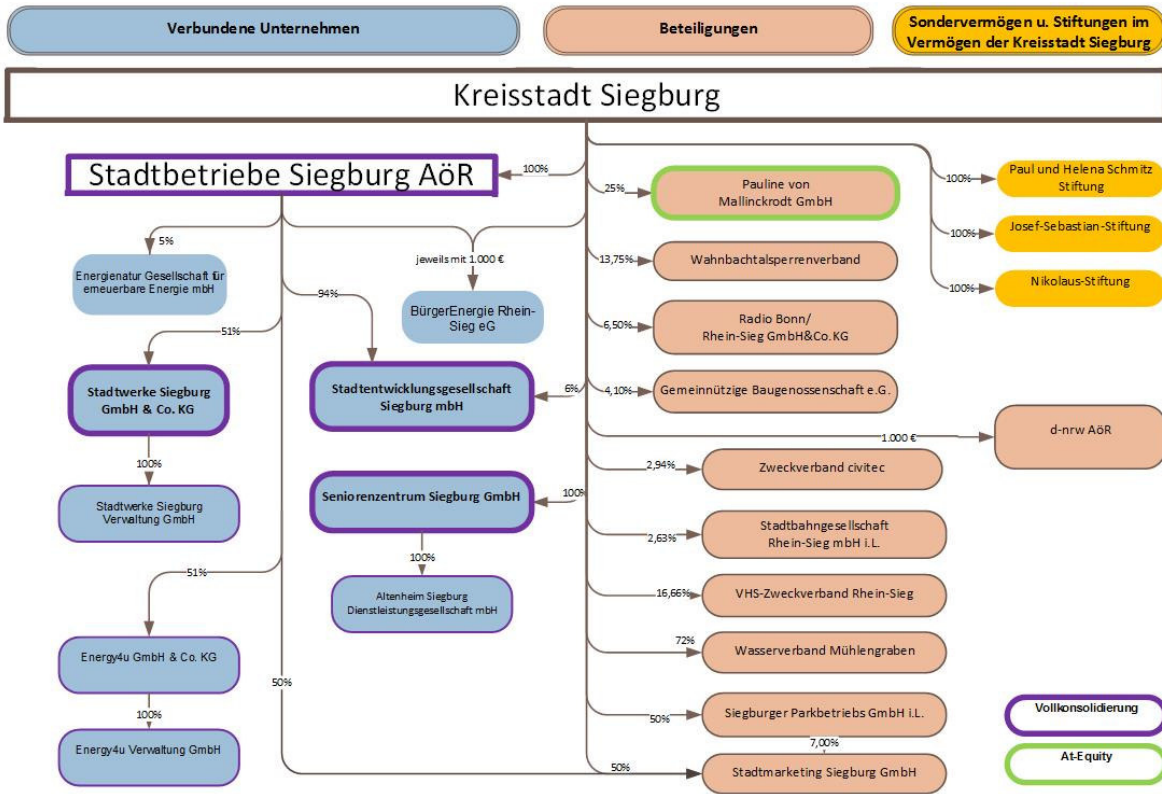 Verbundene Unternehmen
Beteiligungen
Sondervermögen u. Stiftungen im
Vermögen der Kreisstadt Siegburg
Kreisstadt Siegburg
Stadtbetriebe Siegburg AöR
100%
25%
Pauline von
Mallinckrodt GmbH
100%
Paul und Helena Schmitz
Stiftung
100%
Josef-Sebastian-Stiftung
100%
Nikolaus-Stiftung
5%
Energienatur Gesellschaft für
erneuerbare Energie mbH
jeweils mit 1.000 €
BürgerEnergie Rhein-
Sieg eG
13,75%
Wahnbachtalsperrenverband
94%
6,50%
Radio Bonn/
Rhein-Sieg GmbH&Co.KG
51%
Stadtwerke Siegburg
GmbH & Co. KG
Stadtentwicklungsgesellschaft
Siegburg mbH
6%
4,10%
Gemeinnützige Baugenossenschaft e.G.
1.000 €
d-nrw AöR
100%
Stadtwerke Siegburg
Verwaltung GmbH
Seniorenzentrum Siegburg GmbH
100%
2,94%
Zweckverband civitec
100%
Altenheim Siegburg
Dienstleistungsgesellschaft mbH
2,63%
Stadtbahngesellschaft
Rhein-Sieg mbH i.L.
51%
16,66%
VHS-Zweckverband Rhein-Sieg
Energy4u GmbH & Co. KG
72%
Wasserverband Mühlengraben
50%
100%
Energy4u Verwaltung GmbH
50%
Siegburger Parkbetriebs GmbH i.L.
7,00%
50%
Stadtmarketing Siegburg GmbH
Vollkonsolidierung
At-Equity